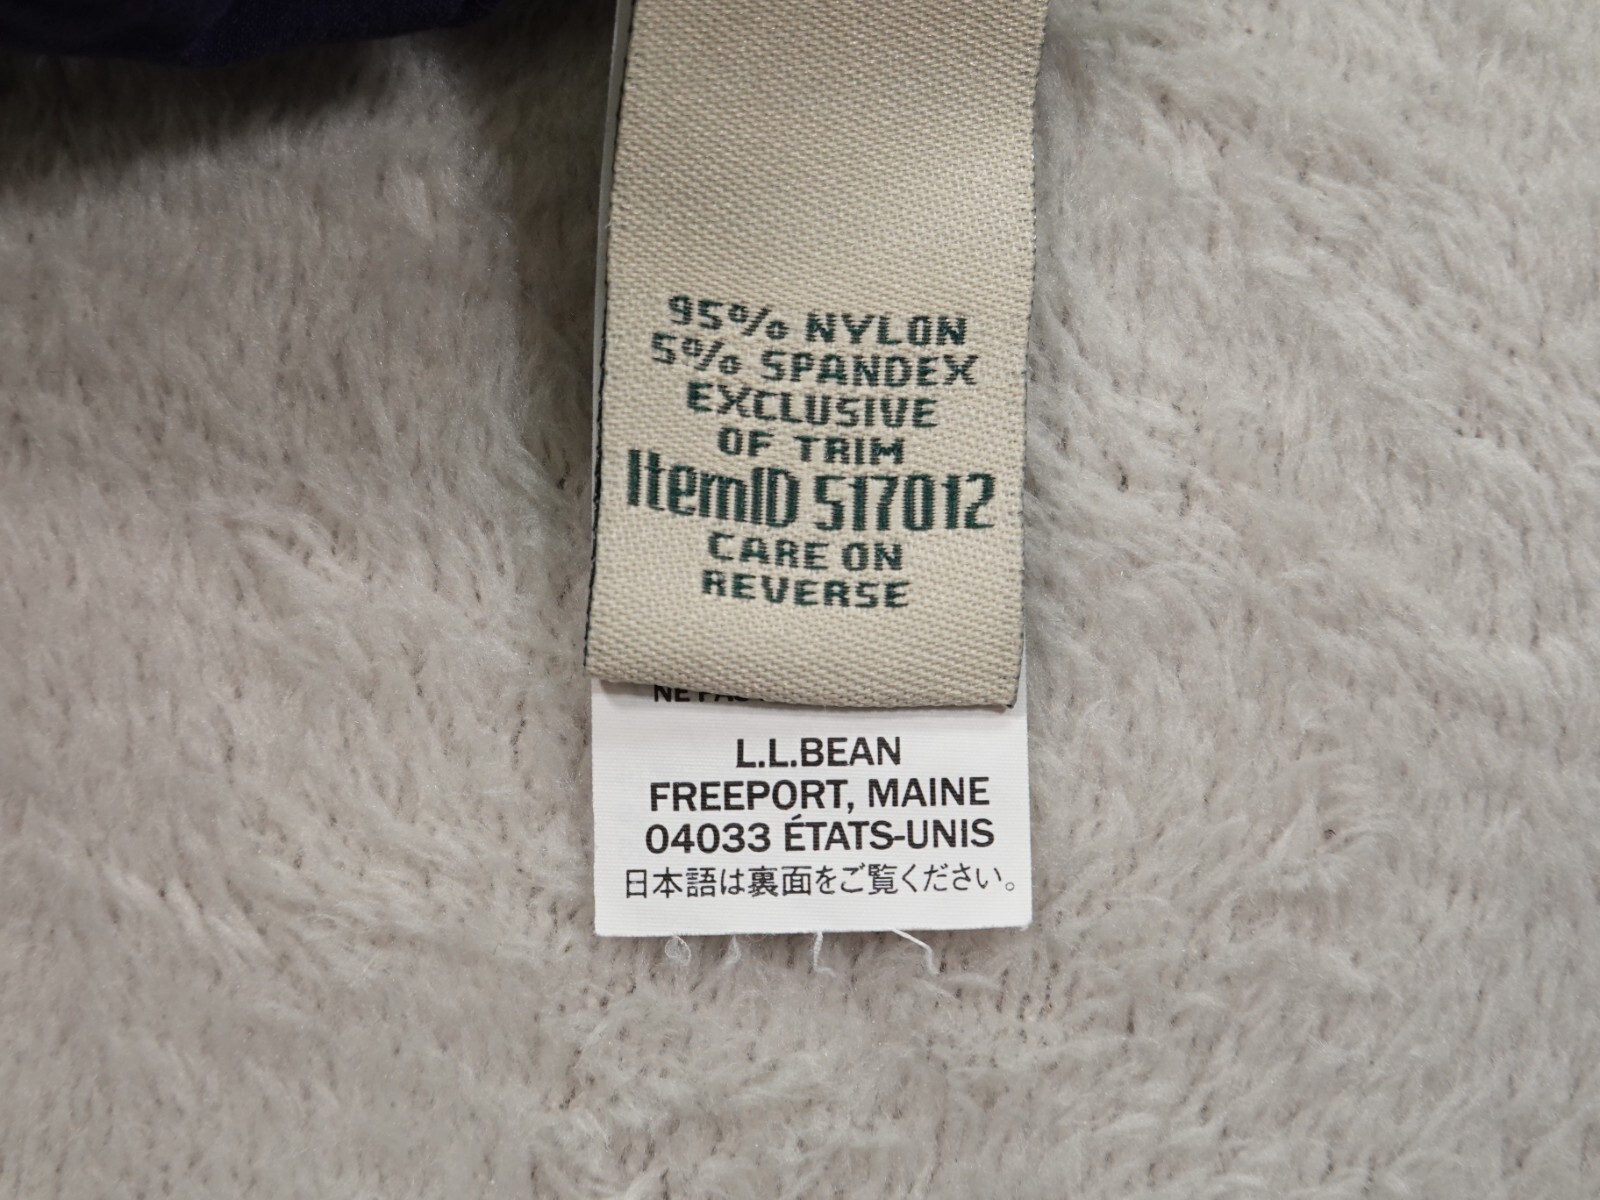 95% NYLON
5% SPANDEX
EXCLUSIVE
OF TRIM
ItemID 517012
CARE ON
REVERSE
L.L.BEAN
FREEPORT, MAINE
04033 ÉTATS-UNIS
日本語は裏面をご覧ください。